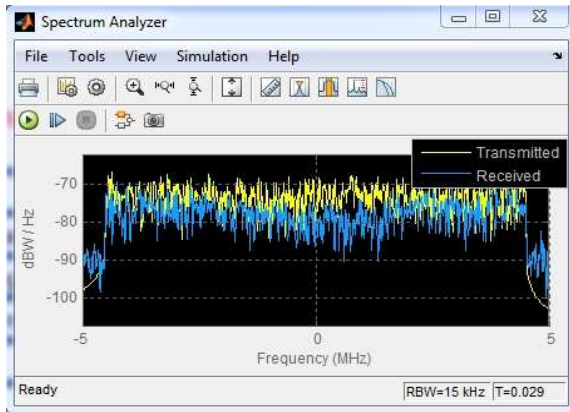 Spectrum Analyzer
File Tools View Simulation Help
Transmitted
Received
-70
-80
-90
-100
dBW / Hz
-5 0 5
Frequency (MHz)
Ready RBW=15 kHz T=0.029